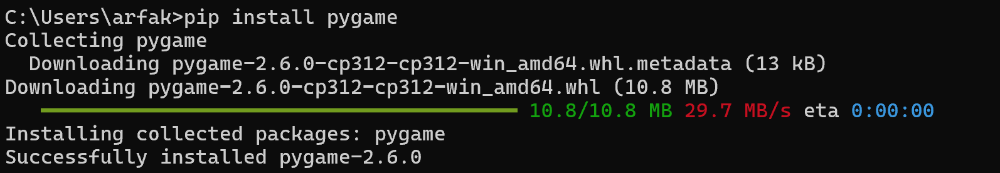 C:\Users\arfak>pip install pygame
Collecting pygame
  Downloading pygame-2.6.0-cp312-cp312-win_amd64.whl.metadata (13 kB)
Downloading pygame-2.6.0-cp312-cp312-win_amd64.whl (10.8 MB)
10.8/10.8 MB 29.7 MB/s eta 0:00:00
Installing collected packages: pygame
Successfully installed pygame-2.6.0